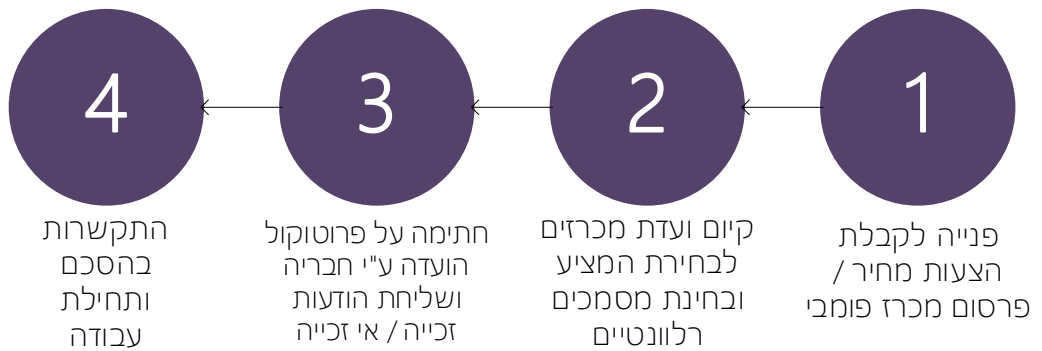 1
פנייה לקבלת
הצעות מחיר /
פרסום מכרז פומבי
2
קיום ועדת מכרזים
לבחירת המציע
ובחינת מסמכים
רלוונטיים
3
חתימה על פרוטוקול
הועדה ע"י חבריה
ושליחת הודעות
זכייה / אי זכייה
4
התקשרות
בהסכם
ותחילת
עבודה